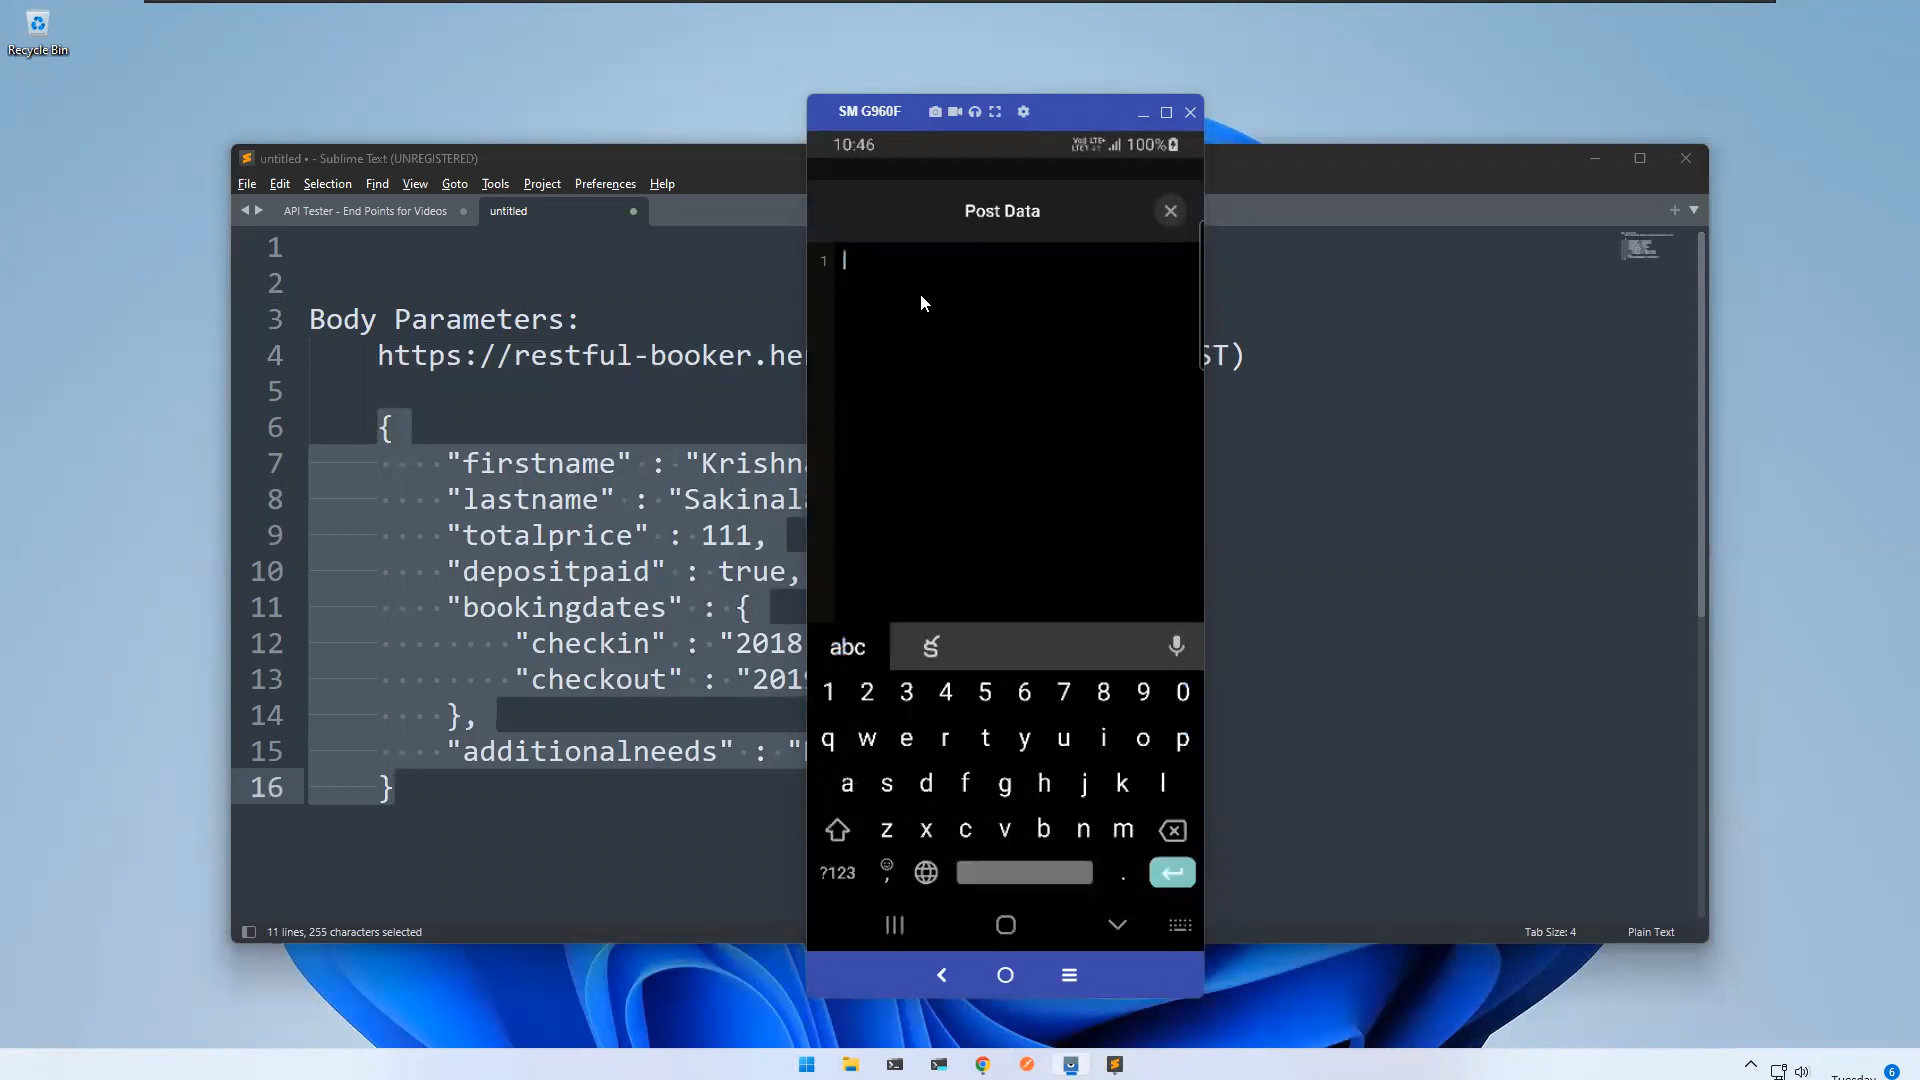 Recycle Bin
untitled • - Sublime Text (UNREGISTERED)
File Edit Selection Find View Goto Tools Project Preferences Help
API Tester - End Points for Videos
untitled
1
2
3 Body Parameters:
4 https://restful-booker.he
ST)
5
6 {
7 "firstname" : "Krishna
8 "lastname" : "Sakinal
9 "totalprice" : 111,
10 "depositpaid" : true,
11 "bookingdates" : {
12 "checkin" : "2018
13 "checkout" : "2019
14 },
15 "additionalneeds" : "
16 }
11 lines, 255 characters selected
Tab Size: 4
Plain Text
SM G960F
10:46
100%
Post Data
1
abc
1 2 3 4 5 6 7 8 9 0
q w e r t y u i o p
a s d f g h j k l
z x c v b n m
?123 , .
Tuesday
6